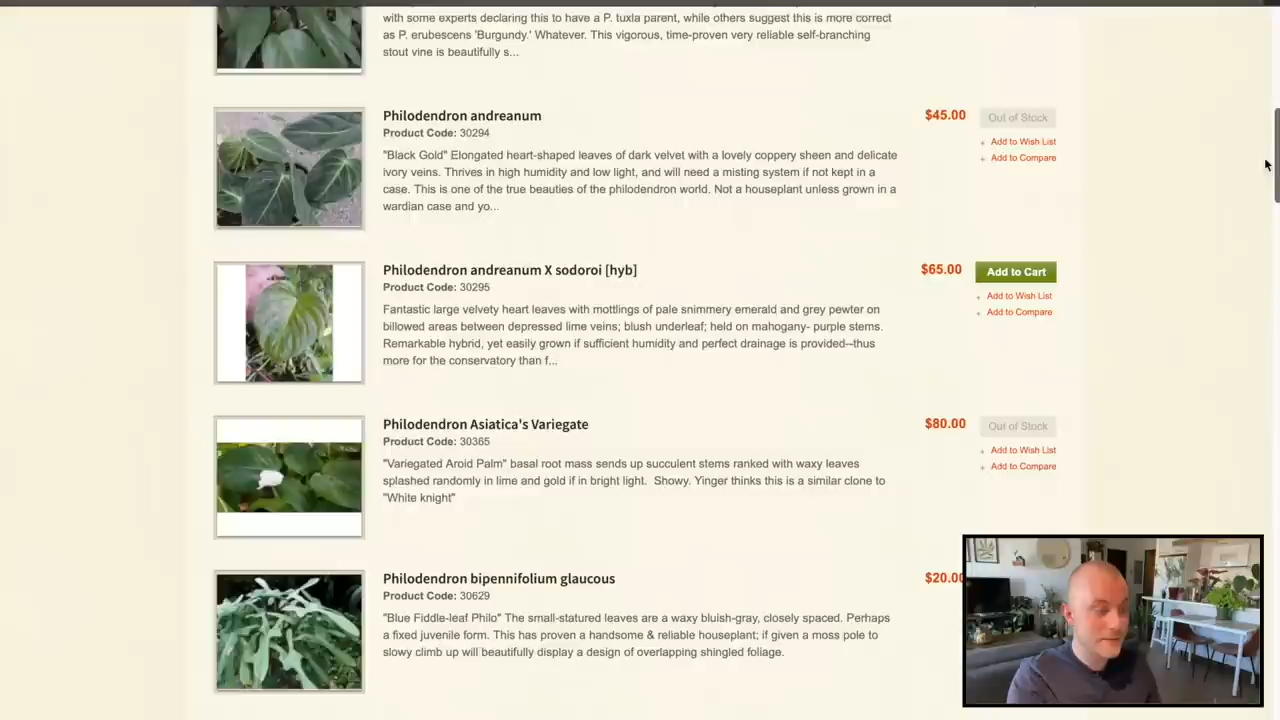 with some experts declaring this to have a P. tuxla parent, while others suggest this is more correct
as P. erubescens 'Burgundy.' Whatever. This vigorous, time-proven very reliable self-branching
stout vine is beautifully s...
Philodendron andreanum
$45.00
Out of Stock
Product Code: 30294
Add to Wish List
"Black Gold" Elongated heart-shaped leaves of dark velvet with a lovely coppery sheen and delicate
Add to Compare
ivory veins. Thrives in high humidity and low light, and will need a misting system if not kept in a
case. This is one of the true beauties of the philodendron world. Not a houseplant unless grown in a
wardian case and yo...
Philodendron andreanum X sodoroi [hyb]
$65.00
Add to Cart
Product Code: 30295
Add to Wish List
Fantastic large velvety heart leaves with mottlings of pale snimmery emerald and grey pewter on
Add to Compare
billowed areas between depressed lime veins; blush underleaf; held on mahogany- purple stems.
Remarkable hybrid, yet easily grown if sufficient humidity and perfect drainage is provided--thus
more for the conservatory than f...
Philodendron Asiatica's Variegate
$80.00
Out of Stock
Product Code: 30365
Add to Wish List
"Variegated Aroid Palm" basal root mass sends up succulent stems ranked with waxy leaves
Add to Compare
splashed randomly in lime and gold if in bright light. Showy. Yinger thinks this is a similar clone to
"White knight"
Philodendron bipennifolium glaucous
$20.00
Product Code: 30629
"Blue Fiddle-leaf Philo" The small-statured leaves are a waxy bluish-gray, closely spaced. Perhaps
a fixed juvenile form. This has proven a handsome & reliable houseplant; if given a moss pole to
slowy climb up will beautifully display a design of overlapping shingled foliage.